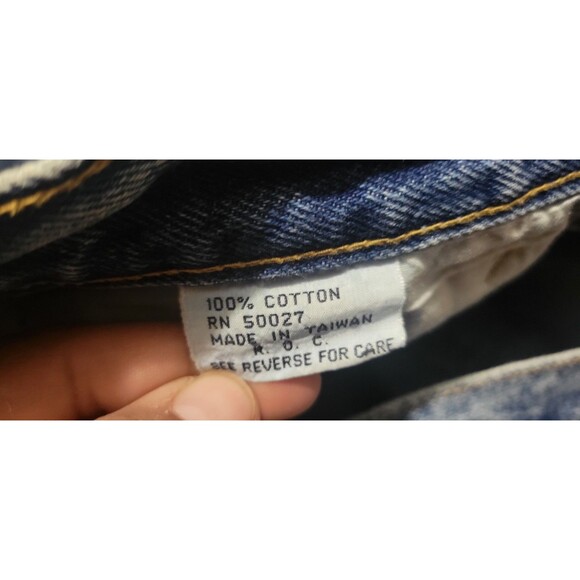 100% COTTON
RN 50027
MADE IN TAIWAN
R. O. C.
SEE REVERSE FOR CARE